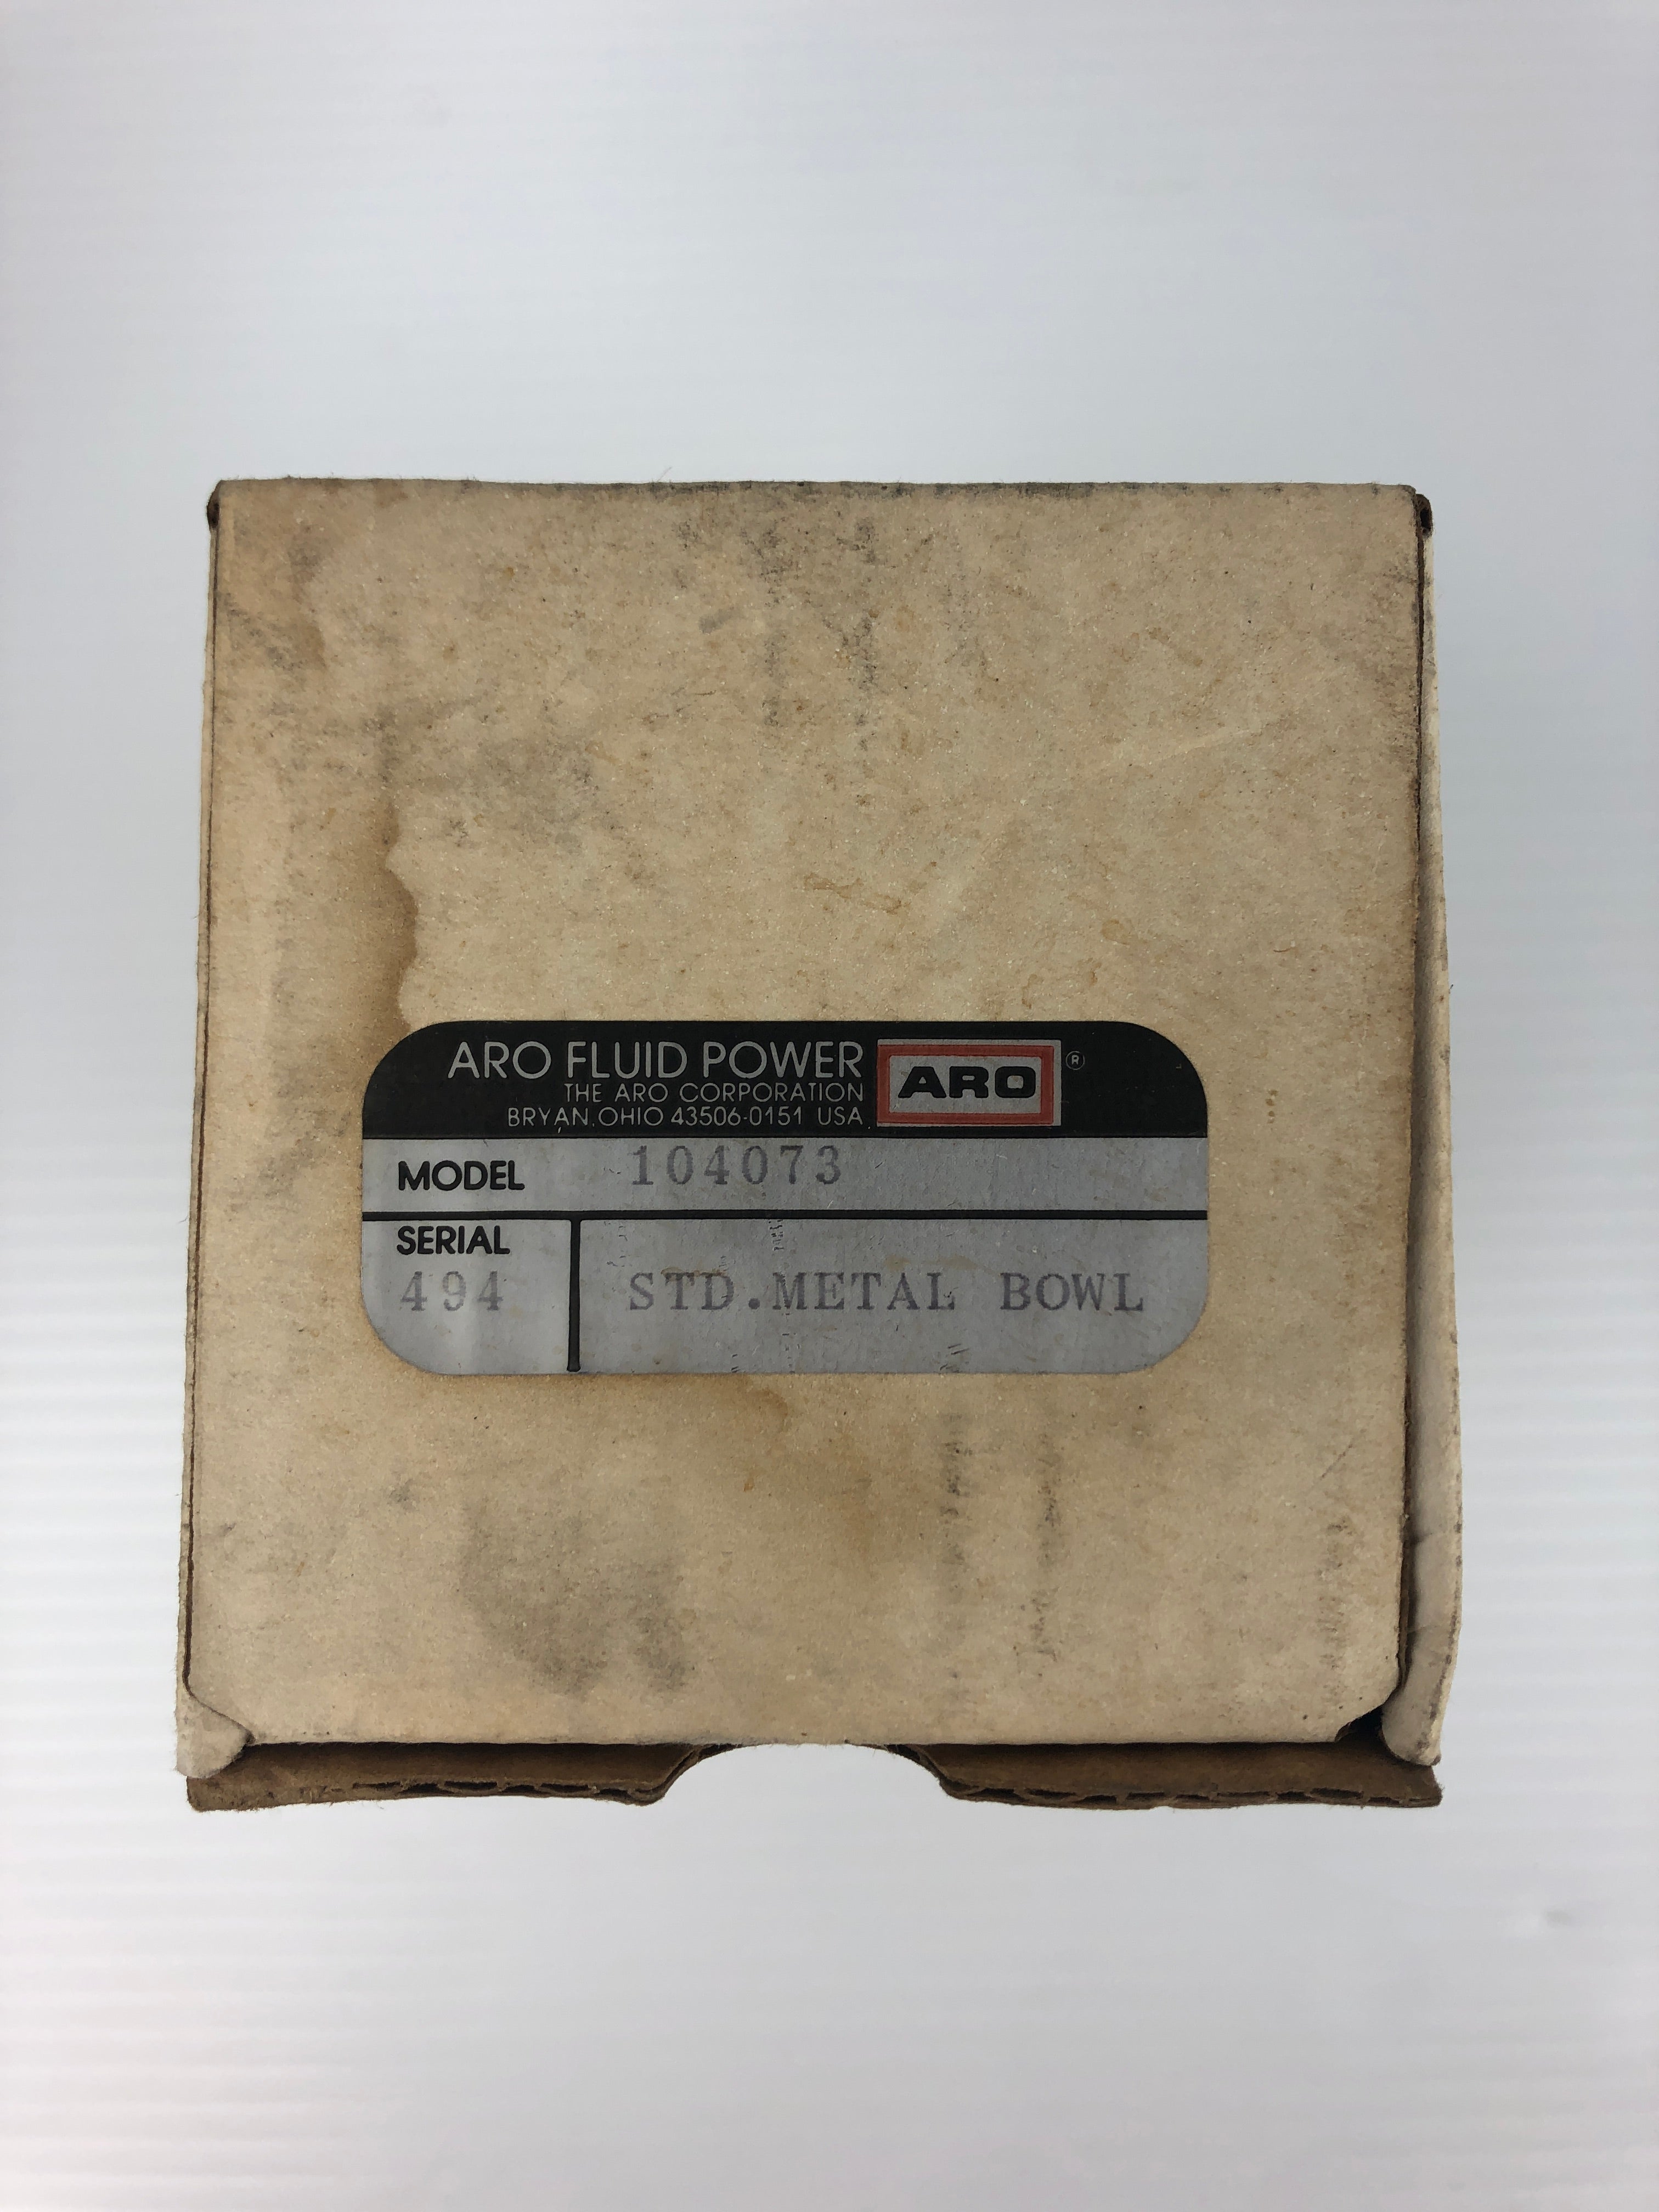 ARO FLUID POWER
THE ARO CORPORATION
BRYAN, OHIO 43506-0151 USA
ARO ®
MODEL 104073
SERIAL
494 STD.METAL BOWL